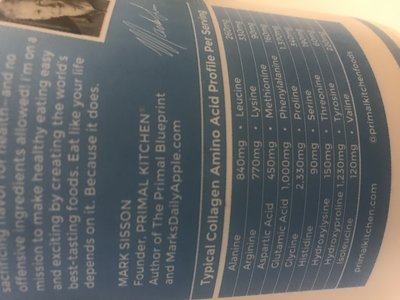 sacrificing flavor for and no
offensive ingredients allowed! I'm on a
mission to make healthy eating easy
and exciting by creating the world's
best-tasting foods. Eat like your life
depends on it. Because it does.
MARK SISSON
Founder, PRIMAL KITCHEN®
Author of The Primal Blueprint
and MarksDailyApple.com
Typical Collagen Amino Acid Profile Per Serving
Alanine 840mg • Leucine 260mg
Arginine 770mg • Lysine 330mg
Aspartic Acid 450mg • Methionine 90mg
Glutamic Acid 1,000mg • Phenylalanine
Glycine 2,330mg • Proline
Histidine 90mg • Serine
Hydroxylysine 150mg • Threonine
Hydroxyproline 1,230mg • Tyrosine
Isoleucine 120mg • Valine
primalkitchen.com @primalkitchenfoods